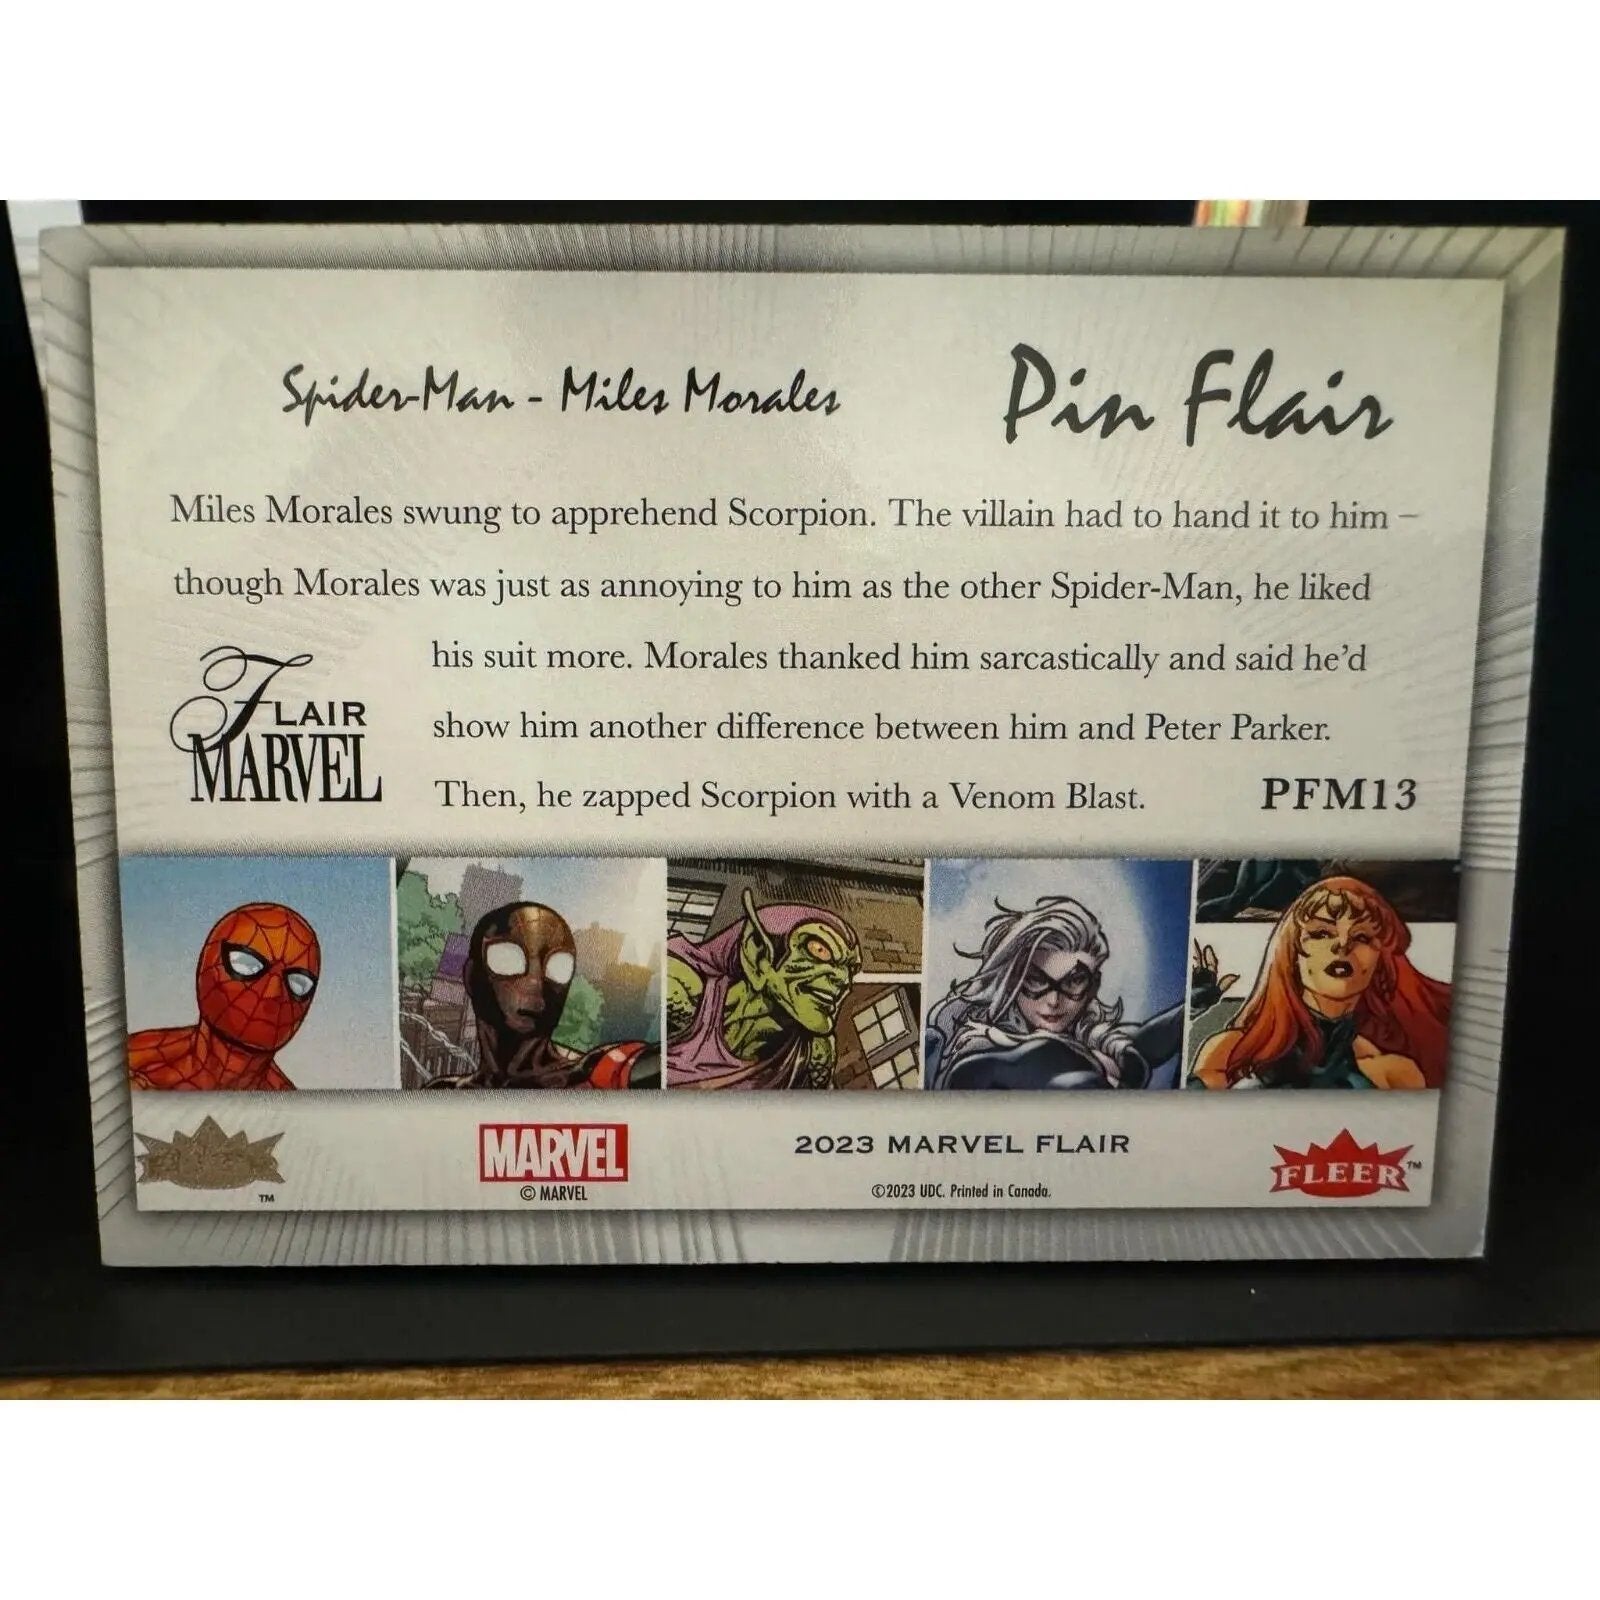 Spider-Man - Miles Morales
Pin Flair
Miles Morales swung to apprehend Scorpion. The villain had to hand it to him –
though Morales was just as annoying to him as the other Spider-Man, he liked
his suit more. Morales thanked him sarcastically and said he’d
show him another difference between him and Peter Parker.
Then, he zapped Scorpion with a Venom Blast.
PFM13
FLAIR
MARVEL
TM
MARVEL
© MARVEL
2023 MARVEL FLAIR
©2023 UDC. Printed in Canada.
FLEER™